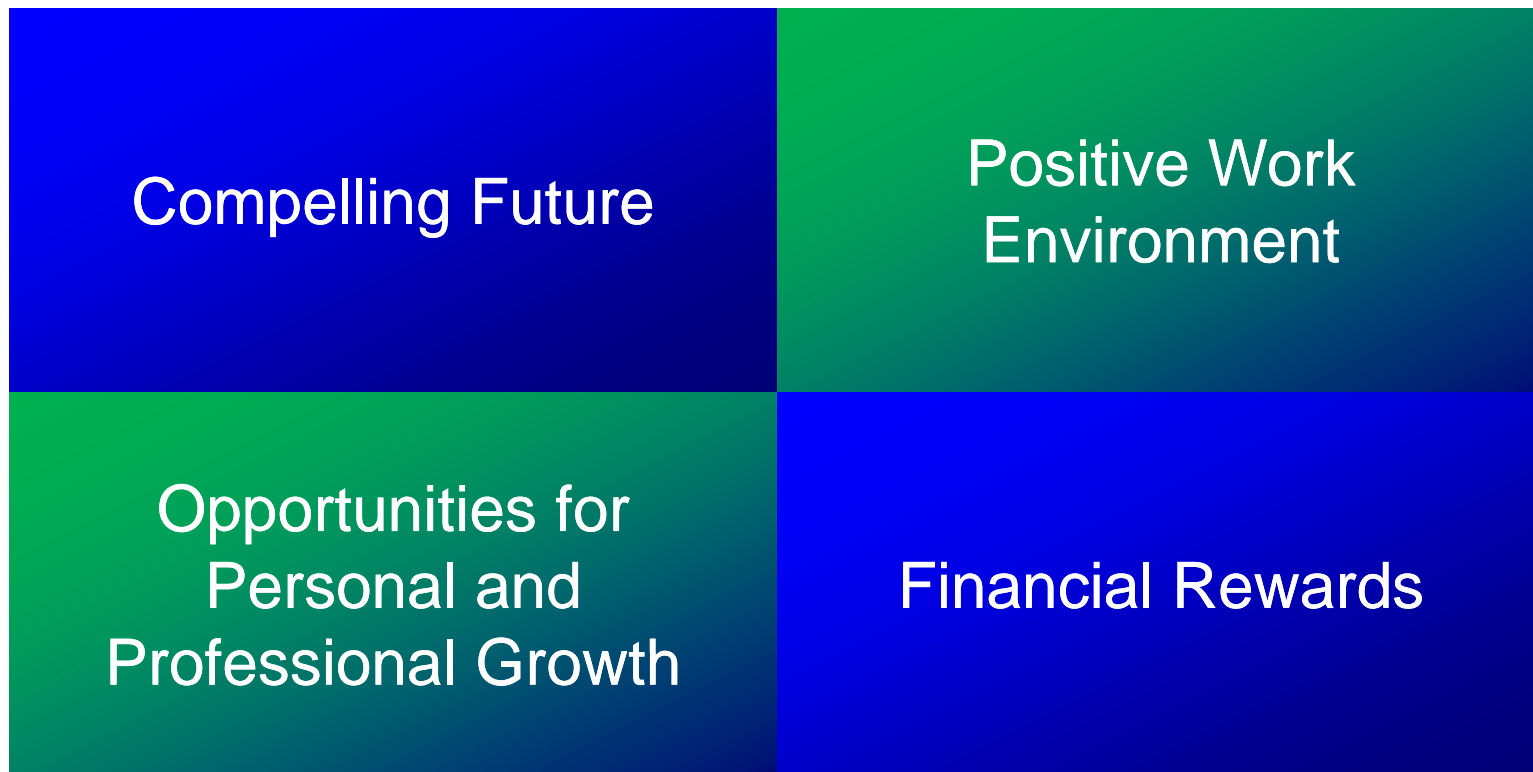 Compelling Future
Positive Work
Environment
Opportunities for
Personal and
Professional Growth
Financial Rewards